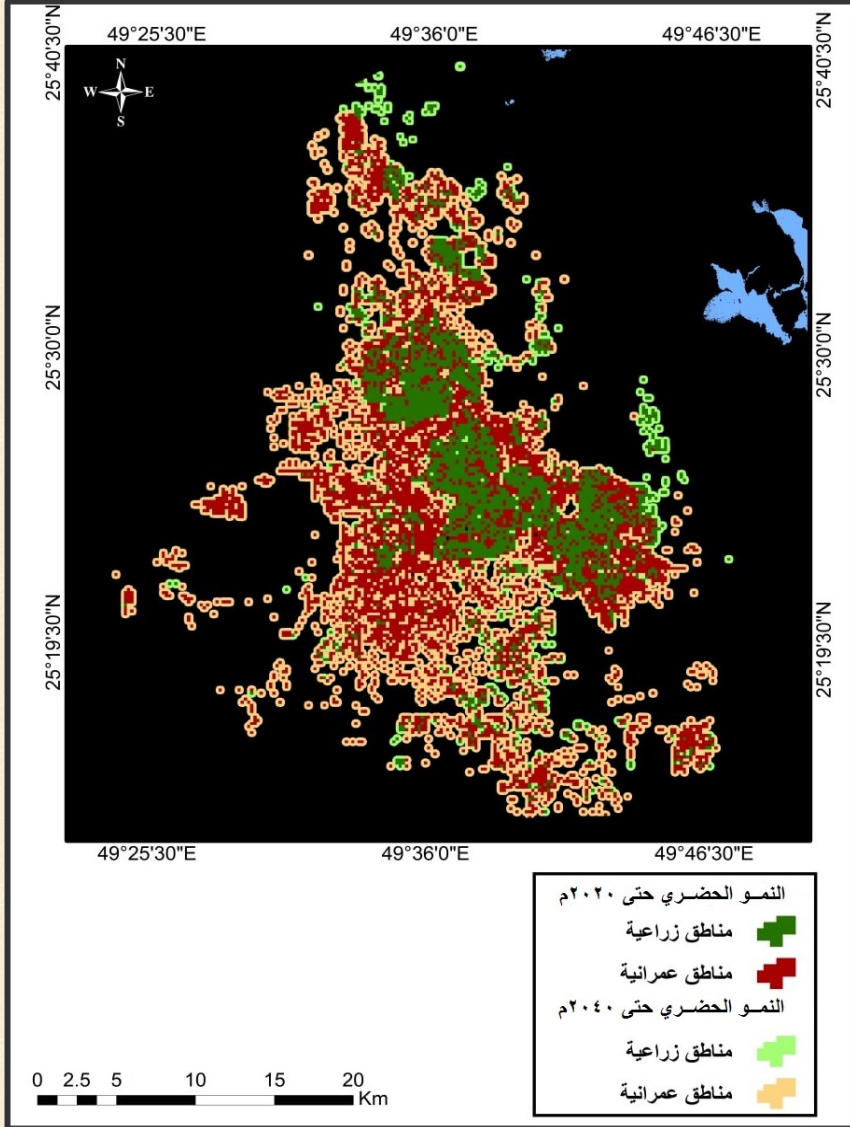 49°25'30"E 49°36'0"E 49°46'30"E
25°40'30"N 25°40'30"N
N
W E
S
25°30'0"N 25°30'0"N
25°19'30"N 25°19'30"N
49°25'30"E 49°36'0"E 49°46'30"E
النمـو الحضـري حتى ٢٠٢٠م
مناطق زراعية
مناطق عمرانية
النمـو الحضـري حتى ٢٠٤٠م
مناطق زراعية
مناطق عمرانية
0 2.5 5 10 15 20 Km